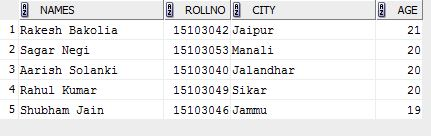 NAMES ROLLNO CITY AGE
1 Rakesh Bakolia 15103042 Jaipur 21
2 Sagar Negi 15103053 Manali 20
3 Aarish Solanki 15103040 Jalandhar 20
4 Rahul Kumar 15103049 Sikar 20
5 Shubham Jain 15103046 Jammu 19